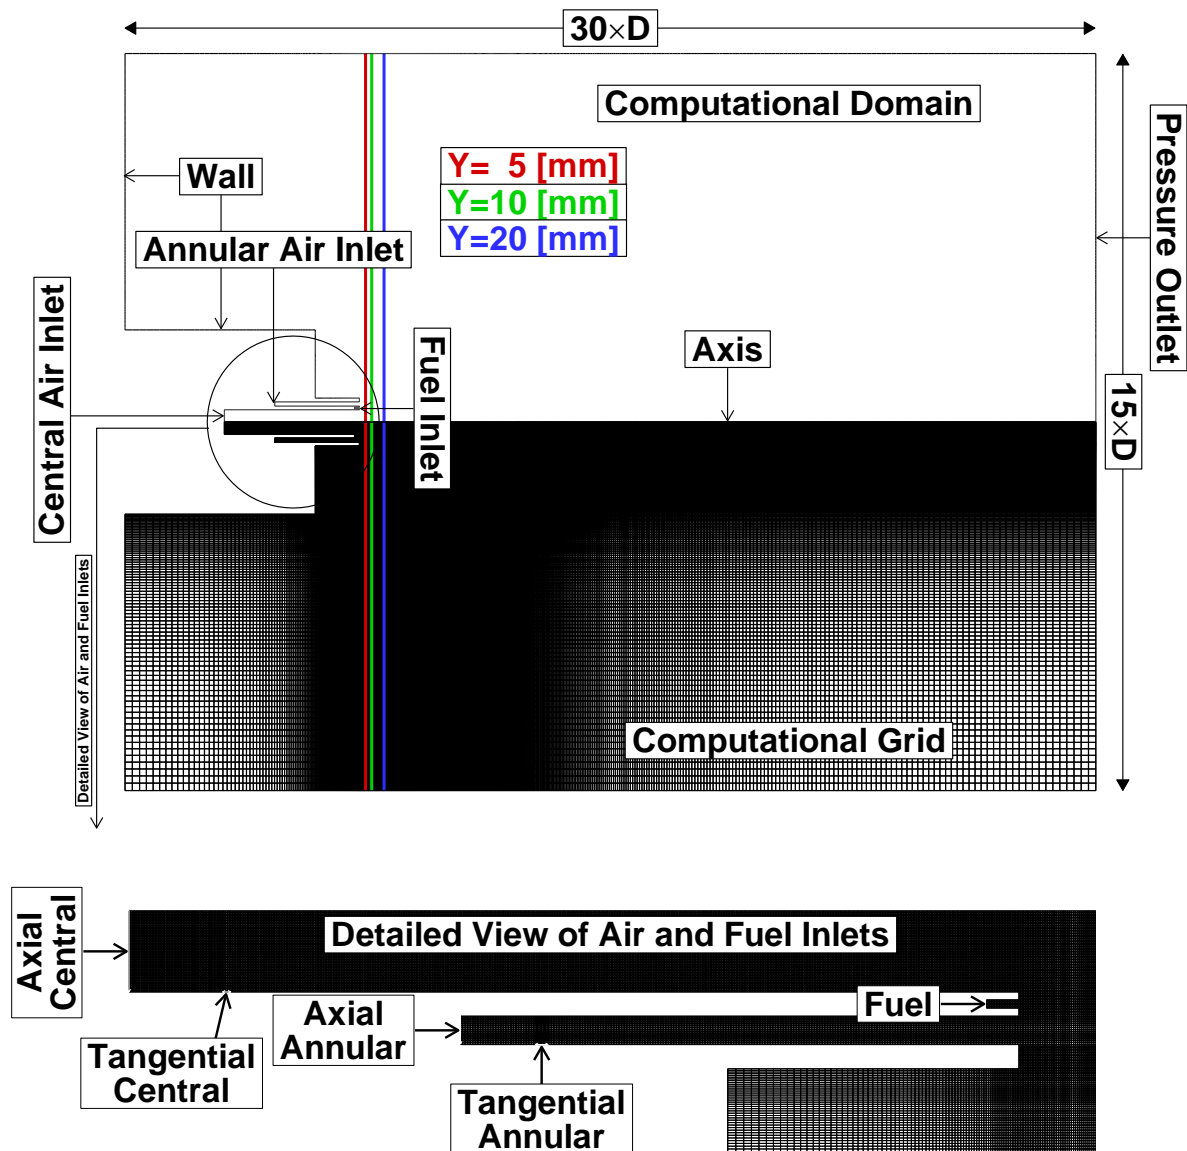 30×D
Computational Domain
Pressure Outlet
Y= 5 [mm]
Y=10 [mm]
Y=20 [mm]
Wall
Annular Air Inlet
Central Air Inlet
Fuel Inlet
Axis
15×D
Detailed View of Air and Fuel Inlets
Computational Grid
Axial
Central
Detailed View of Air and Fuel Inlets
Fuel
Axial
Annular
Tangential
Central
Tangential
Annular